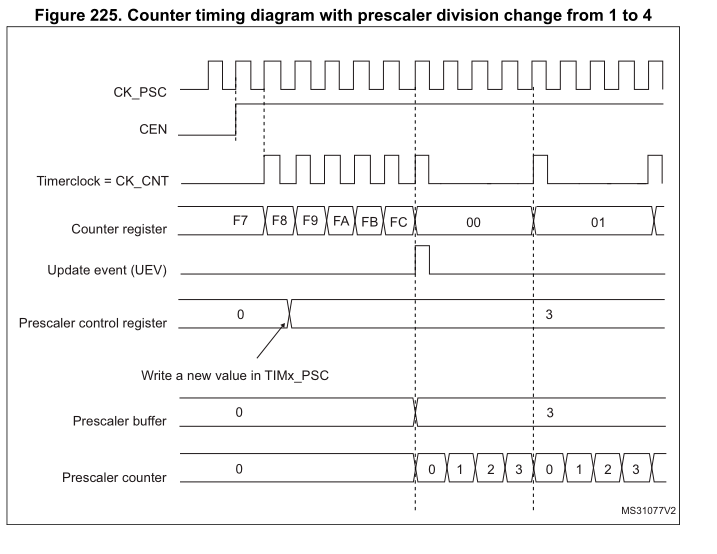 Figure 225. Counter timing diagram with prescaler division change from 1 to 4
CK_PSC
CEN
Timerclock = CK_CNT
Counter register F7 F8 F9 FA FB FC 00 01
Update event (UEV)
Prescaler control register 0 3
Write a new value in TIMx_PSC
Prescaler buffer 0 3
Prescaler counter 0 0 1 2 3 0 1 2 3
MS31077V2